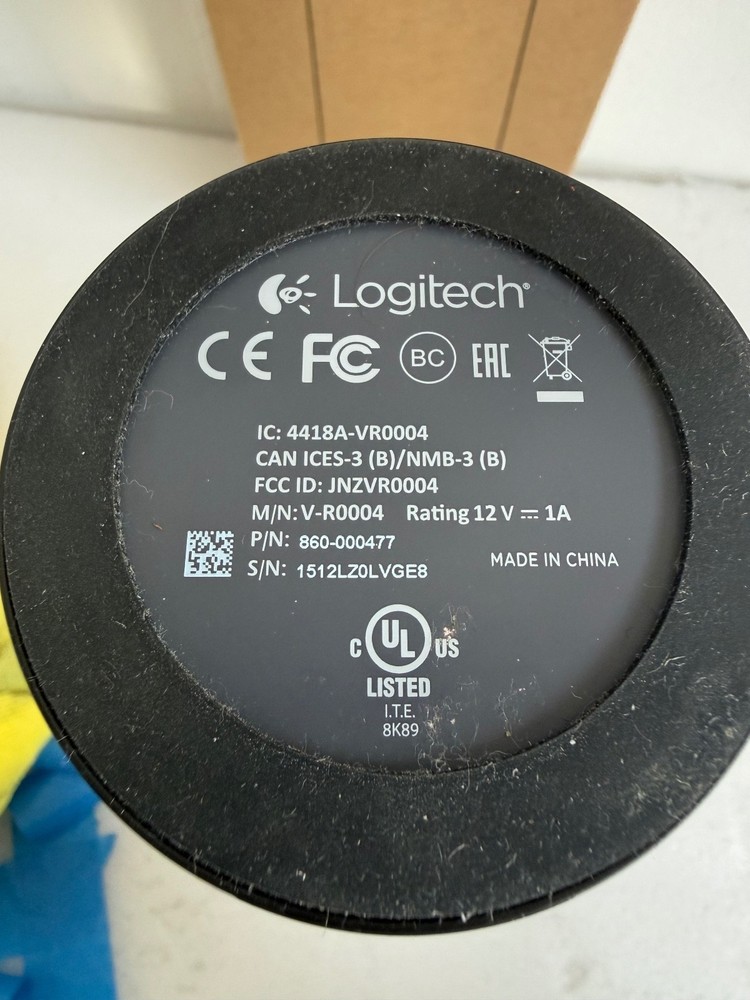 Logitech®
CE FC BC EAC
IC: 4418A-VR0004
CAN ICES-3 (B)/NMB-3 (B)
FCC ID: JNZVR0004
M/N: V-R0004 Rating 12 V ⎓ 1A
P/N: 860-000477
S/N: 1512LZ0LVGE8
MADE IN CHINA
C UL US
LISTED
I.T.E.
8K89